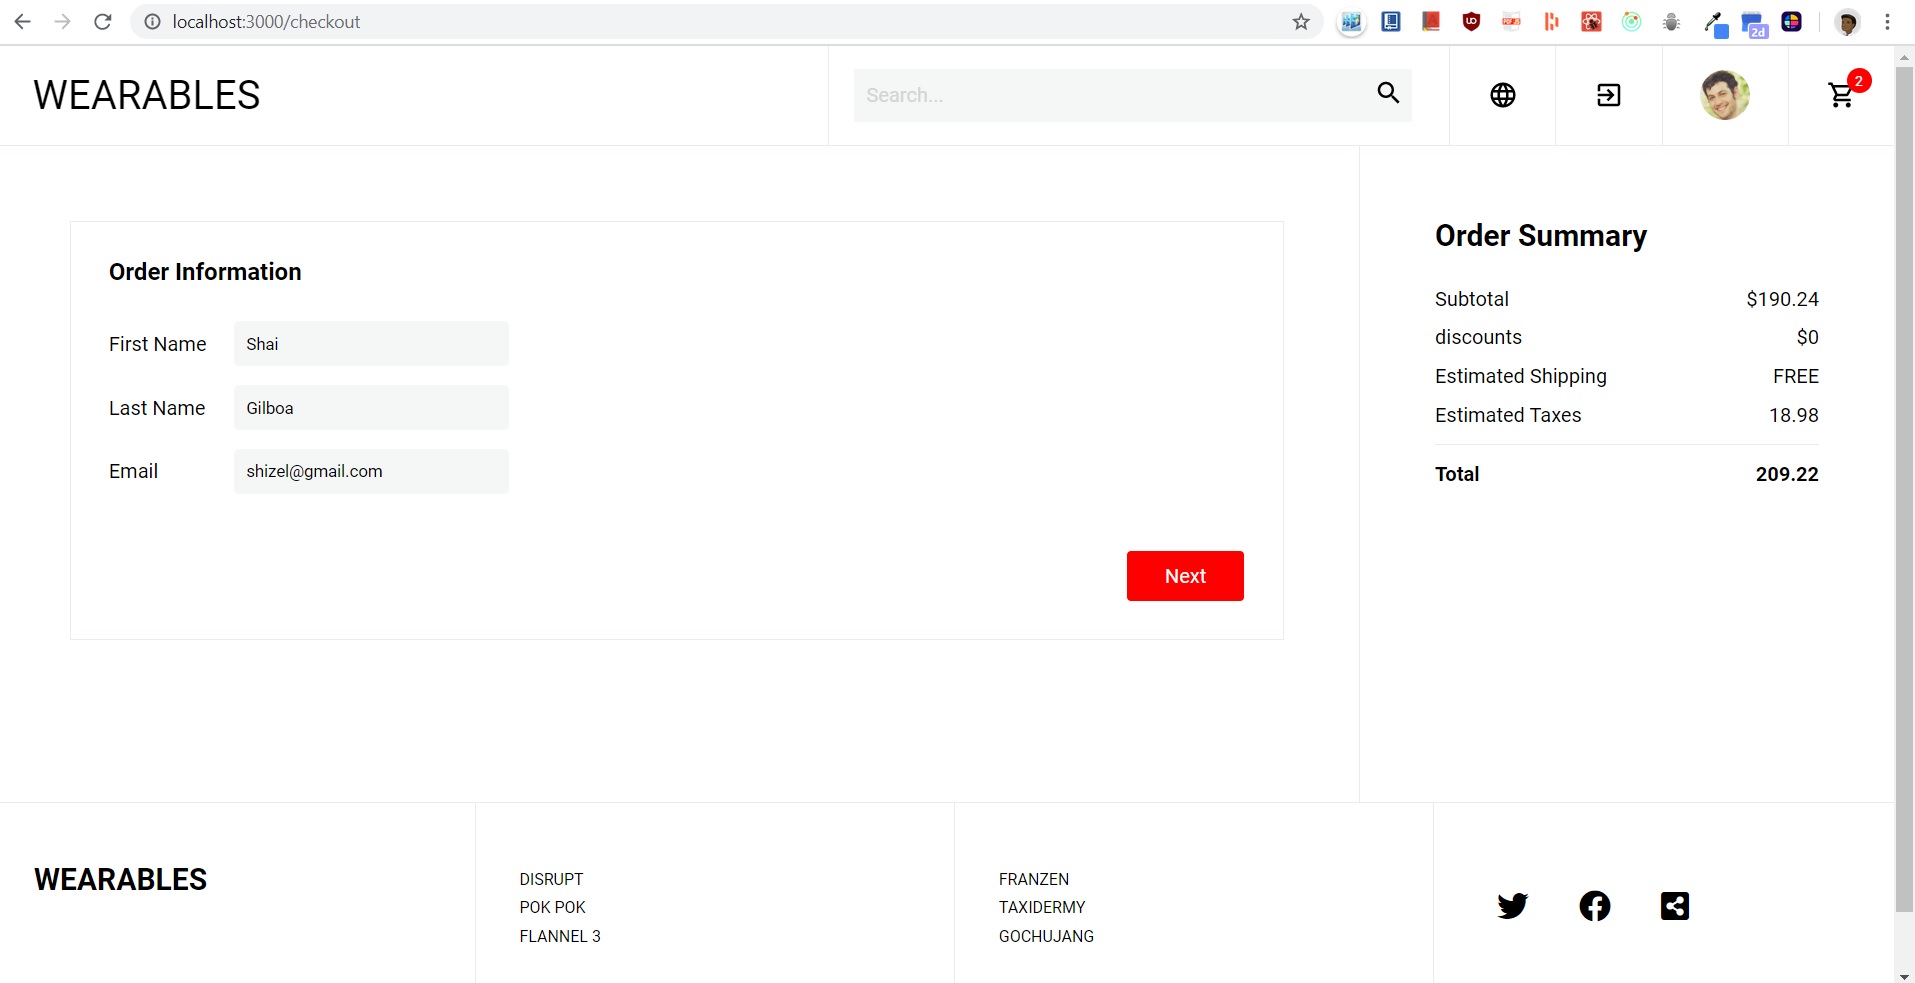 localhost:3000/checkout
2d
WEARABLES
Search...
2
Order Information
First Name Shai
Last Name Gilboa
Email shizel@gmail.com
Next
Order Summary
Subtotal $190.24
discounts $0
Estimated Shipping FREE
Estimated Taxes 18.98
Total 209.22
WEARABLES
DISRUPT
POK POK
FLANNEL 3
FRANZEN
TAXIDERMY
GOCHUJANG